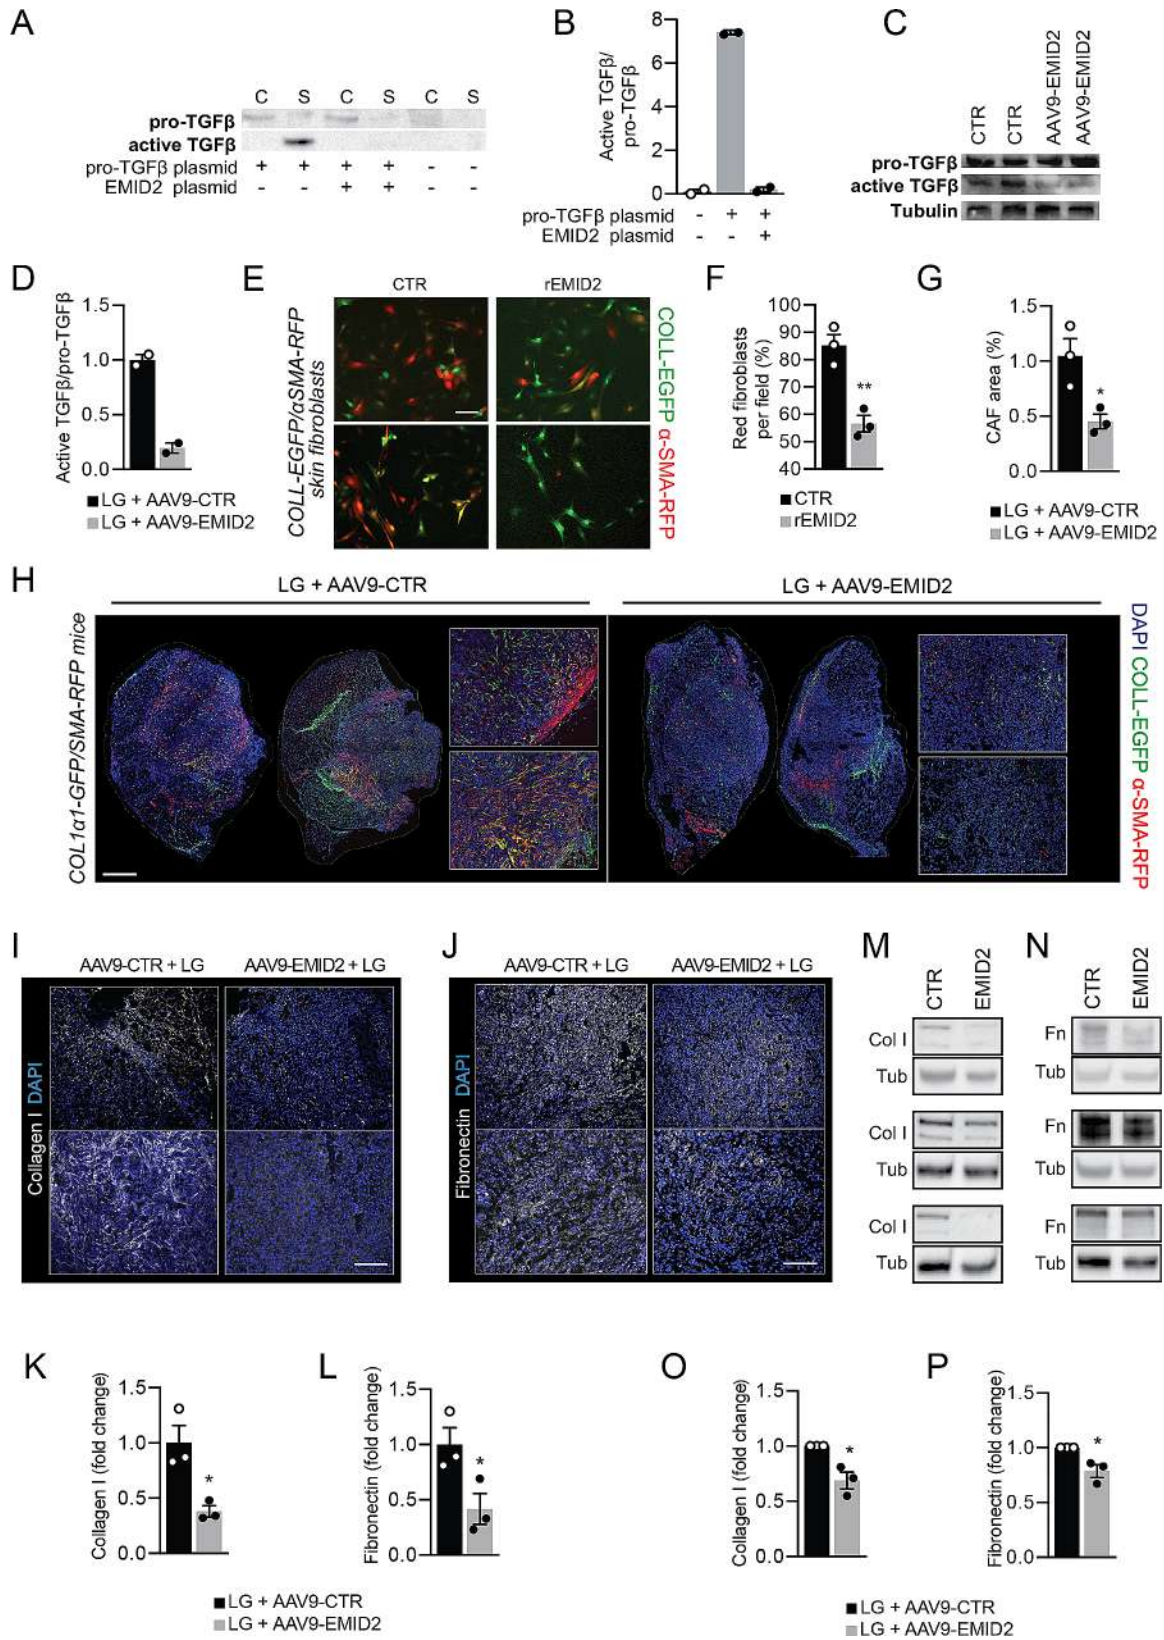 A
C S C S C S
pro-TGFβ
active TGFβ
pro-TGFβ plasmid + + + + - -
EMID2 plasmid - - + + - -
B
Active TGFβ/
pro-TGFβ
8
6
4
2
0
pro-TGFβ plasmid - + +
EMID2 plasmid - - +
C
CTR
CTR
AAV9-EMID2
AAV9-EMID2
pro-TGFβ
active TGFβ
Tubulin
D
Active TGFβ/pro-TGFβ
1.5
1.0
0.5
0.0
LG + AAV9-CTR
LG + AAV9-EMID2
E
CTR
rEMID2
COLL-EGFP/αSMA-RFP
skin fibroblasts
COLL-EGFP α-SMA-RFP
F
Red fibroblasts
per field (%)
100
90
80
70
60
50
40
**
CTR
rEMID2
G
CAF area (%)
1.5
1.0
0.5
0.0
*
LG + AAV9-CTR
LG + AAV9-EMID2
H
LG + AAV9-CTR
LG + AAV9-EMID2
COL1α1-GFP/SMA-RFP mice
DAPI COLL-EGFP α-SMA-RFP
I
AAV9-CTR + LG
AAV9-EMID2 + LG
Collagen I DAPI
J
AAV9-CTR + LG
AAV9-EMID2 + LG
Fibronectin DAPI
M
CTR
EMID2
Col I
Tub
Col I
Tub
Col I
Tub
N
CTR
EMID2
Fn
Tub
Fn
Tub
Fn
Tub
K
Collagen I (fold change)
1.5
1.0
0.5
0.0
*
L
Fibronectin (fold change)
1.5
1.0
0.5
0.0
*
LG + AAV9-CTR
LG + AAV9-EMID2
O
Collagen I (fold change)
1.5
1.0
0.5
0.0
*
P
Fibronectin (fold change)
1.5
1.0
0.5
0.0
*
LG + AAV9-CTR
LG + AAV9-EMID2